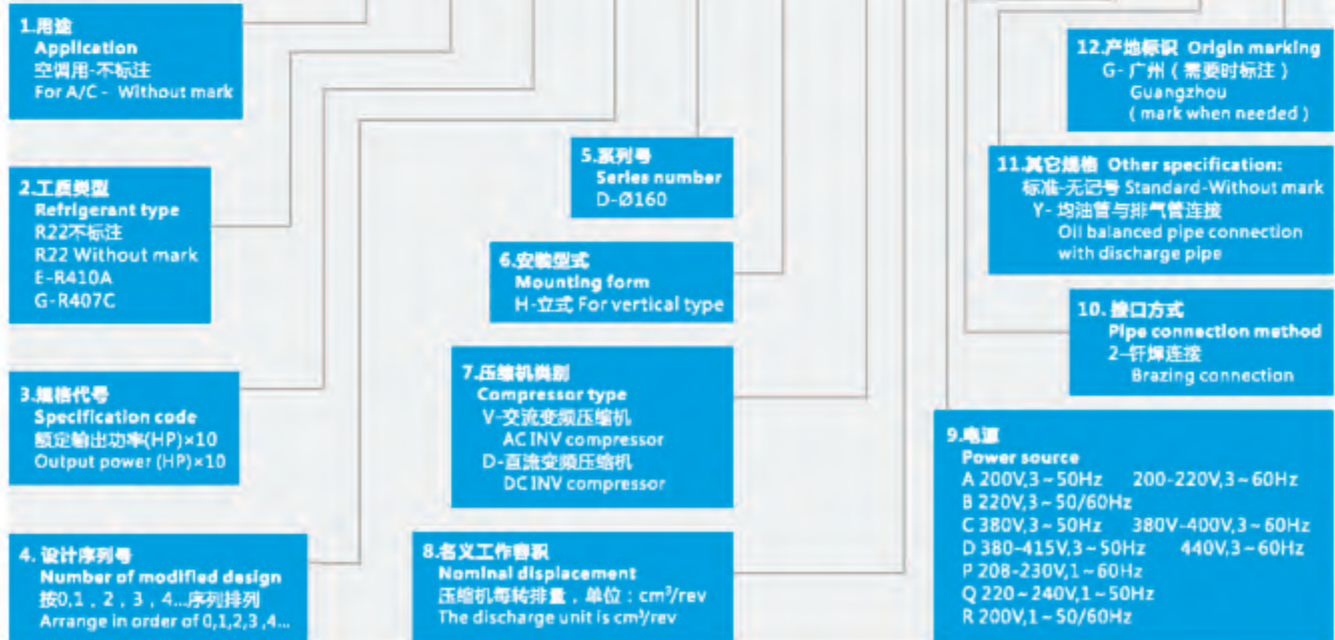 1.用途
Application
空调用-不标注
For A/C - Without mark
2.工质类型
Refrigerant type
R22不标注
R22 Without mark
E-R410A
G-R407C
3.规格代号
Specification code
额定输出功率(HP)×10
Output power (HP)×10
4. 设计序列号
Number of modified design
按0,1，2，3，4...序列排列
Arrange in order of 0,1,2,3,4...
5.系列号
Series number
D-Ø160
6.安装型式
Mounting form
H-立式 For vertical type
7.压缩机类别
Compressor type
V-交流变频压缩机
AC INV compressor
D-直流变频压缩机
DC INV compressor
8.名义工作容积
Nominal displacement
压缩机每转排量，单位：cm³/rev
The discharge unit is cm³/rev
12.产地标识 Origin marking
G- 广州（需要时标注）
Guangzhou
( mark when needed )
11.其它规格 Other specification:
标准-无记号 Standard-Without mark
Y- 均油管与排气管连接
Oil balanced pipe connection
with discharge pipe
10. 接口方式
Pipe connection method
2-钎焊连接
Brazing connection
9.电源
Power source
A 200V,3~50Hz 200-220V,3~60Hz
B 220V,3~50/60Hz
C 380V,3~50Hz 380V-400V,3~60Hz
D 380-415V,3~50Hz 440V,3~60Hz
P 208-230V,1~60Hz
Q 220~240V,1~50Hz
R 200V,1~50/60Hz